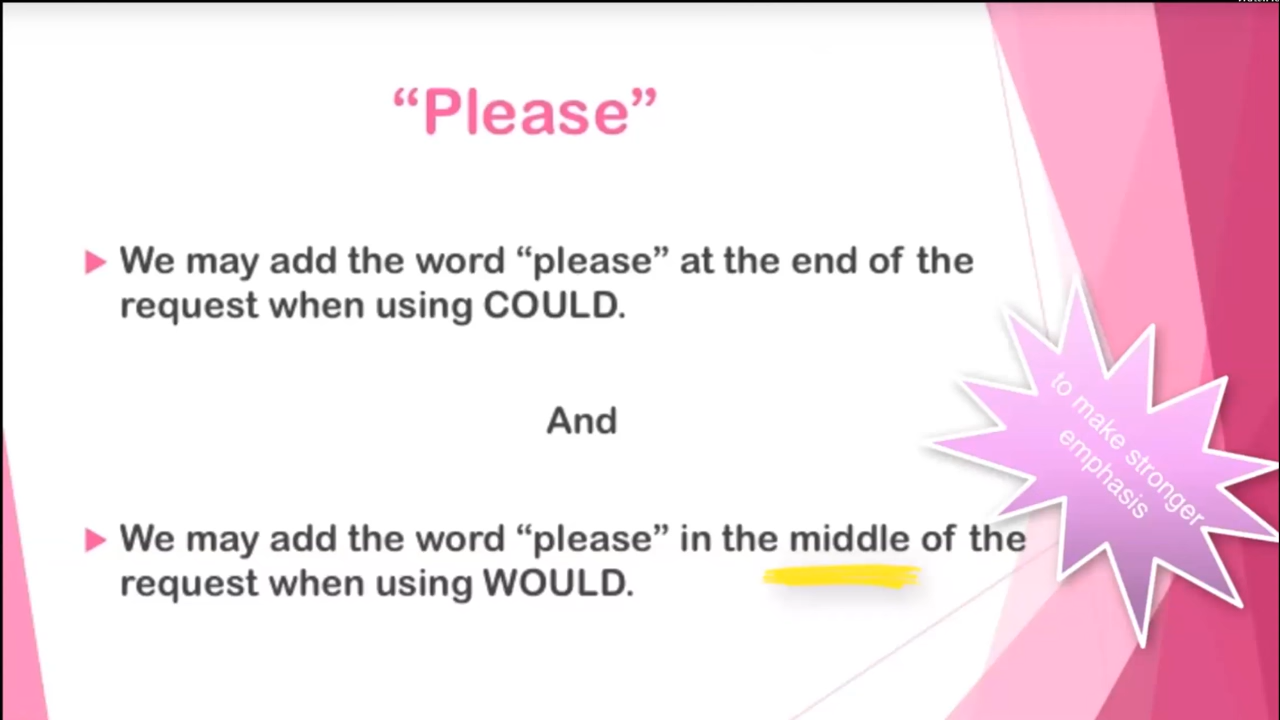 “Please”
We may add the word “please” at the end of the
request when using COULD.
And
We may add the word “please” in the middle of the
request when using WOULD.
to make stronger
emphasis